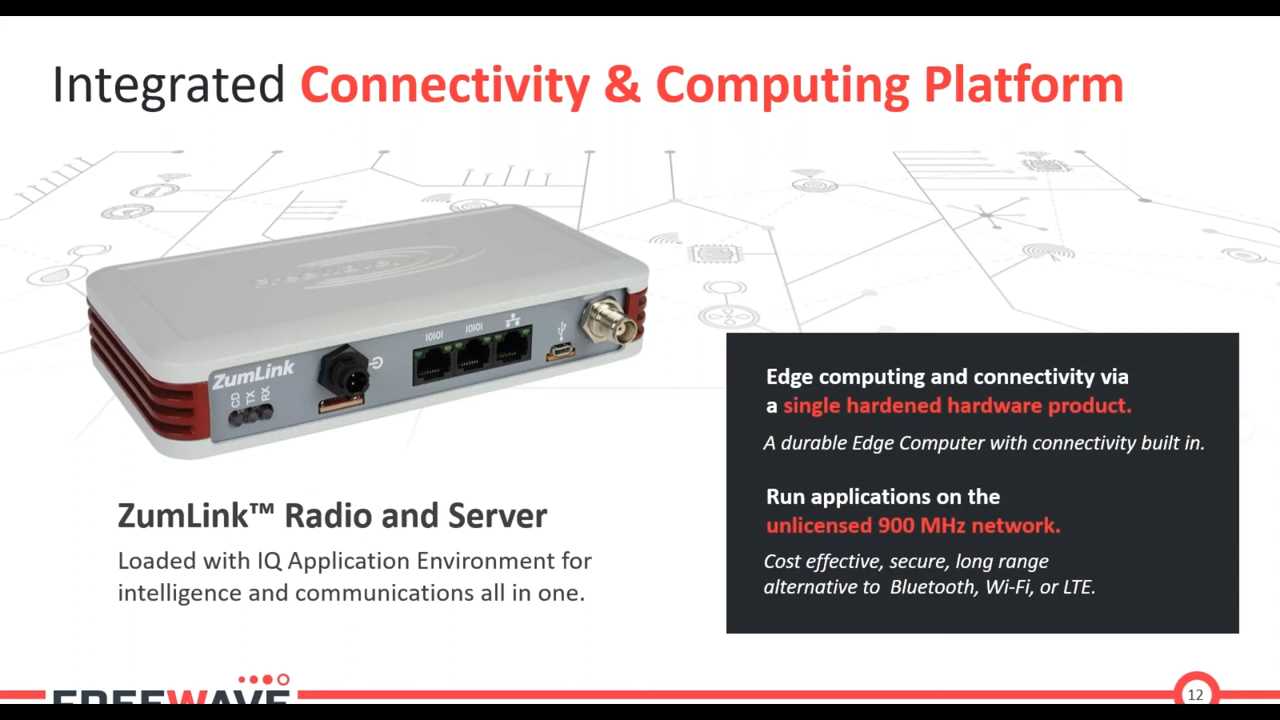 Integrated Connectivity & Computing Platform
IOIOI IOIOI
ZumLink
CD
TX
RX
ZumLink™ Radio and Server
Loaded with IQ Application Environment for
intelligence and communications all in one.
Edge computing and connectivity via
a single hardened hardware product.
A durable Edge Computer with connectivity built in.
Run applications on the
unlicensed 900 MHz network.
Cost effective, secure, long range
alternative to Bluetooth, Wi-Fi, or LTE.
FREEWAVE
12